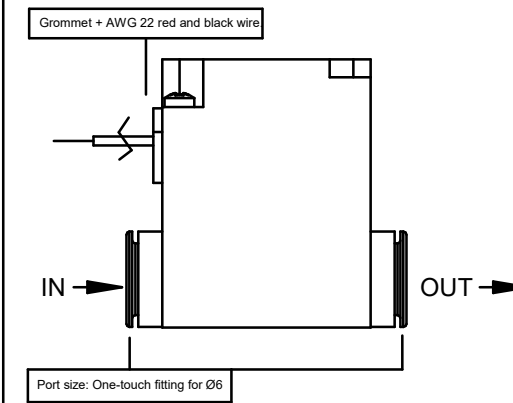 Grommet + AWG 22 red and black wire
IN
OUT
Port size: One-touch fitting for Ø6